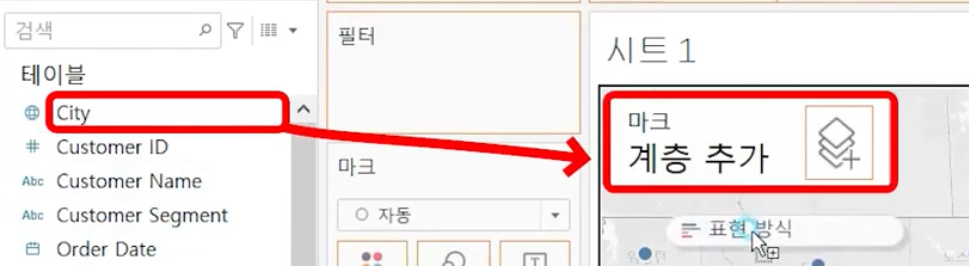 검색
테이블
City
Customer ID
Abc Customer Name
Abc Customer Segment
Order Date
필터
마크
자동
시트 1
마크
계층 추가
표현 방식